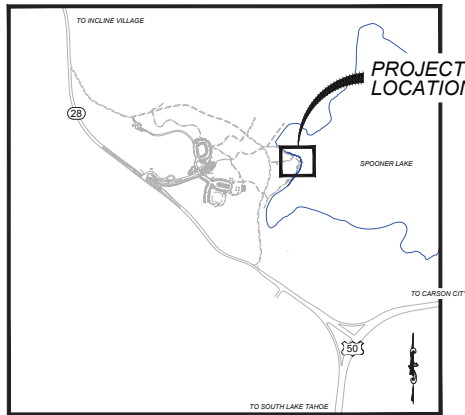 TO INCLINE VILLAGE
PROJECT
LOCATION
28
SPOONER LAKE
TO CARSON CITY
50
TO SOUTH LAKE TAHOE